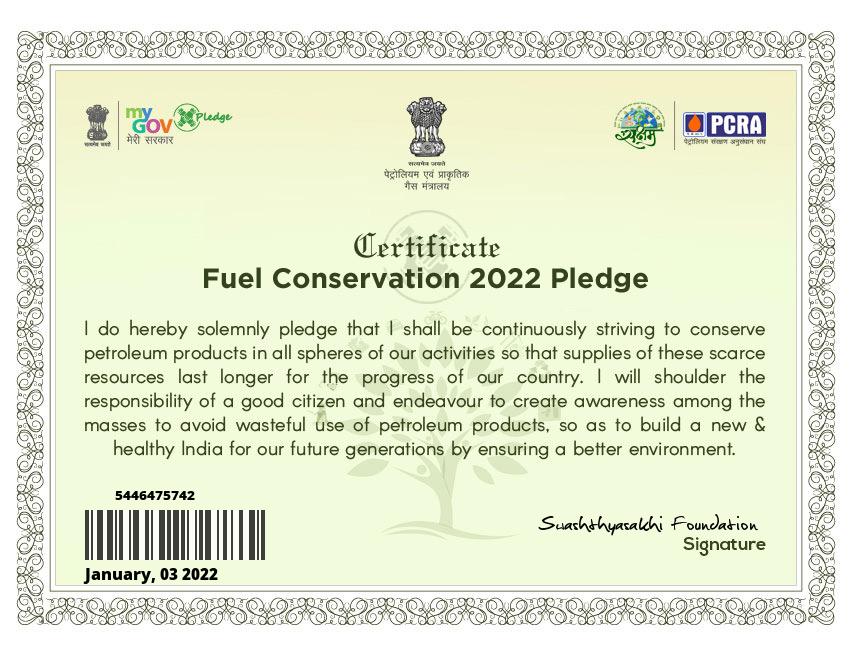 my
GOV
मेरी सरकार
Pledge
सत्यमेव जयते
सत्यमेव जयते
पेट्रोलियम एवं प्राकृतिक
गैस मंत्रालय
सक्षम
PCRA
पेट्रोलियम संरक्षण अनुसंधान संघ
Certificate
Fuel Conservation 2022 Pledge
I do hereby solemnly pledge that I shall be continuously striving to conserve
petroleum products in all spheres of our activities so that supplies of these scarce
resources last longer for the progress of our country. I will shoulder the
responsibility of a good citizen and endeavour to create awareness among the
masses to avoid wasteful use of petroleum products, so as to build a new &
healthy India for our future generations by ensuring a better environment.
5446475742
January, 03 2022
Swashthyasakhi Foundation
Signature